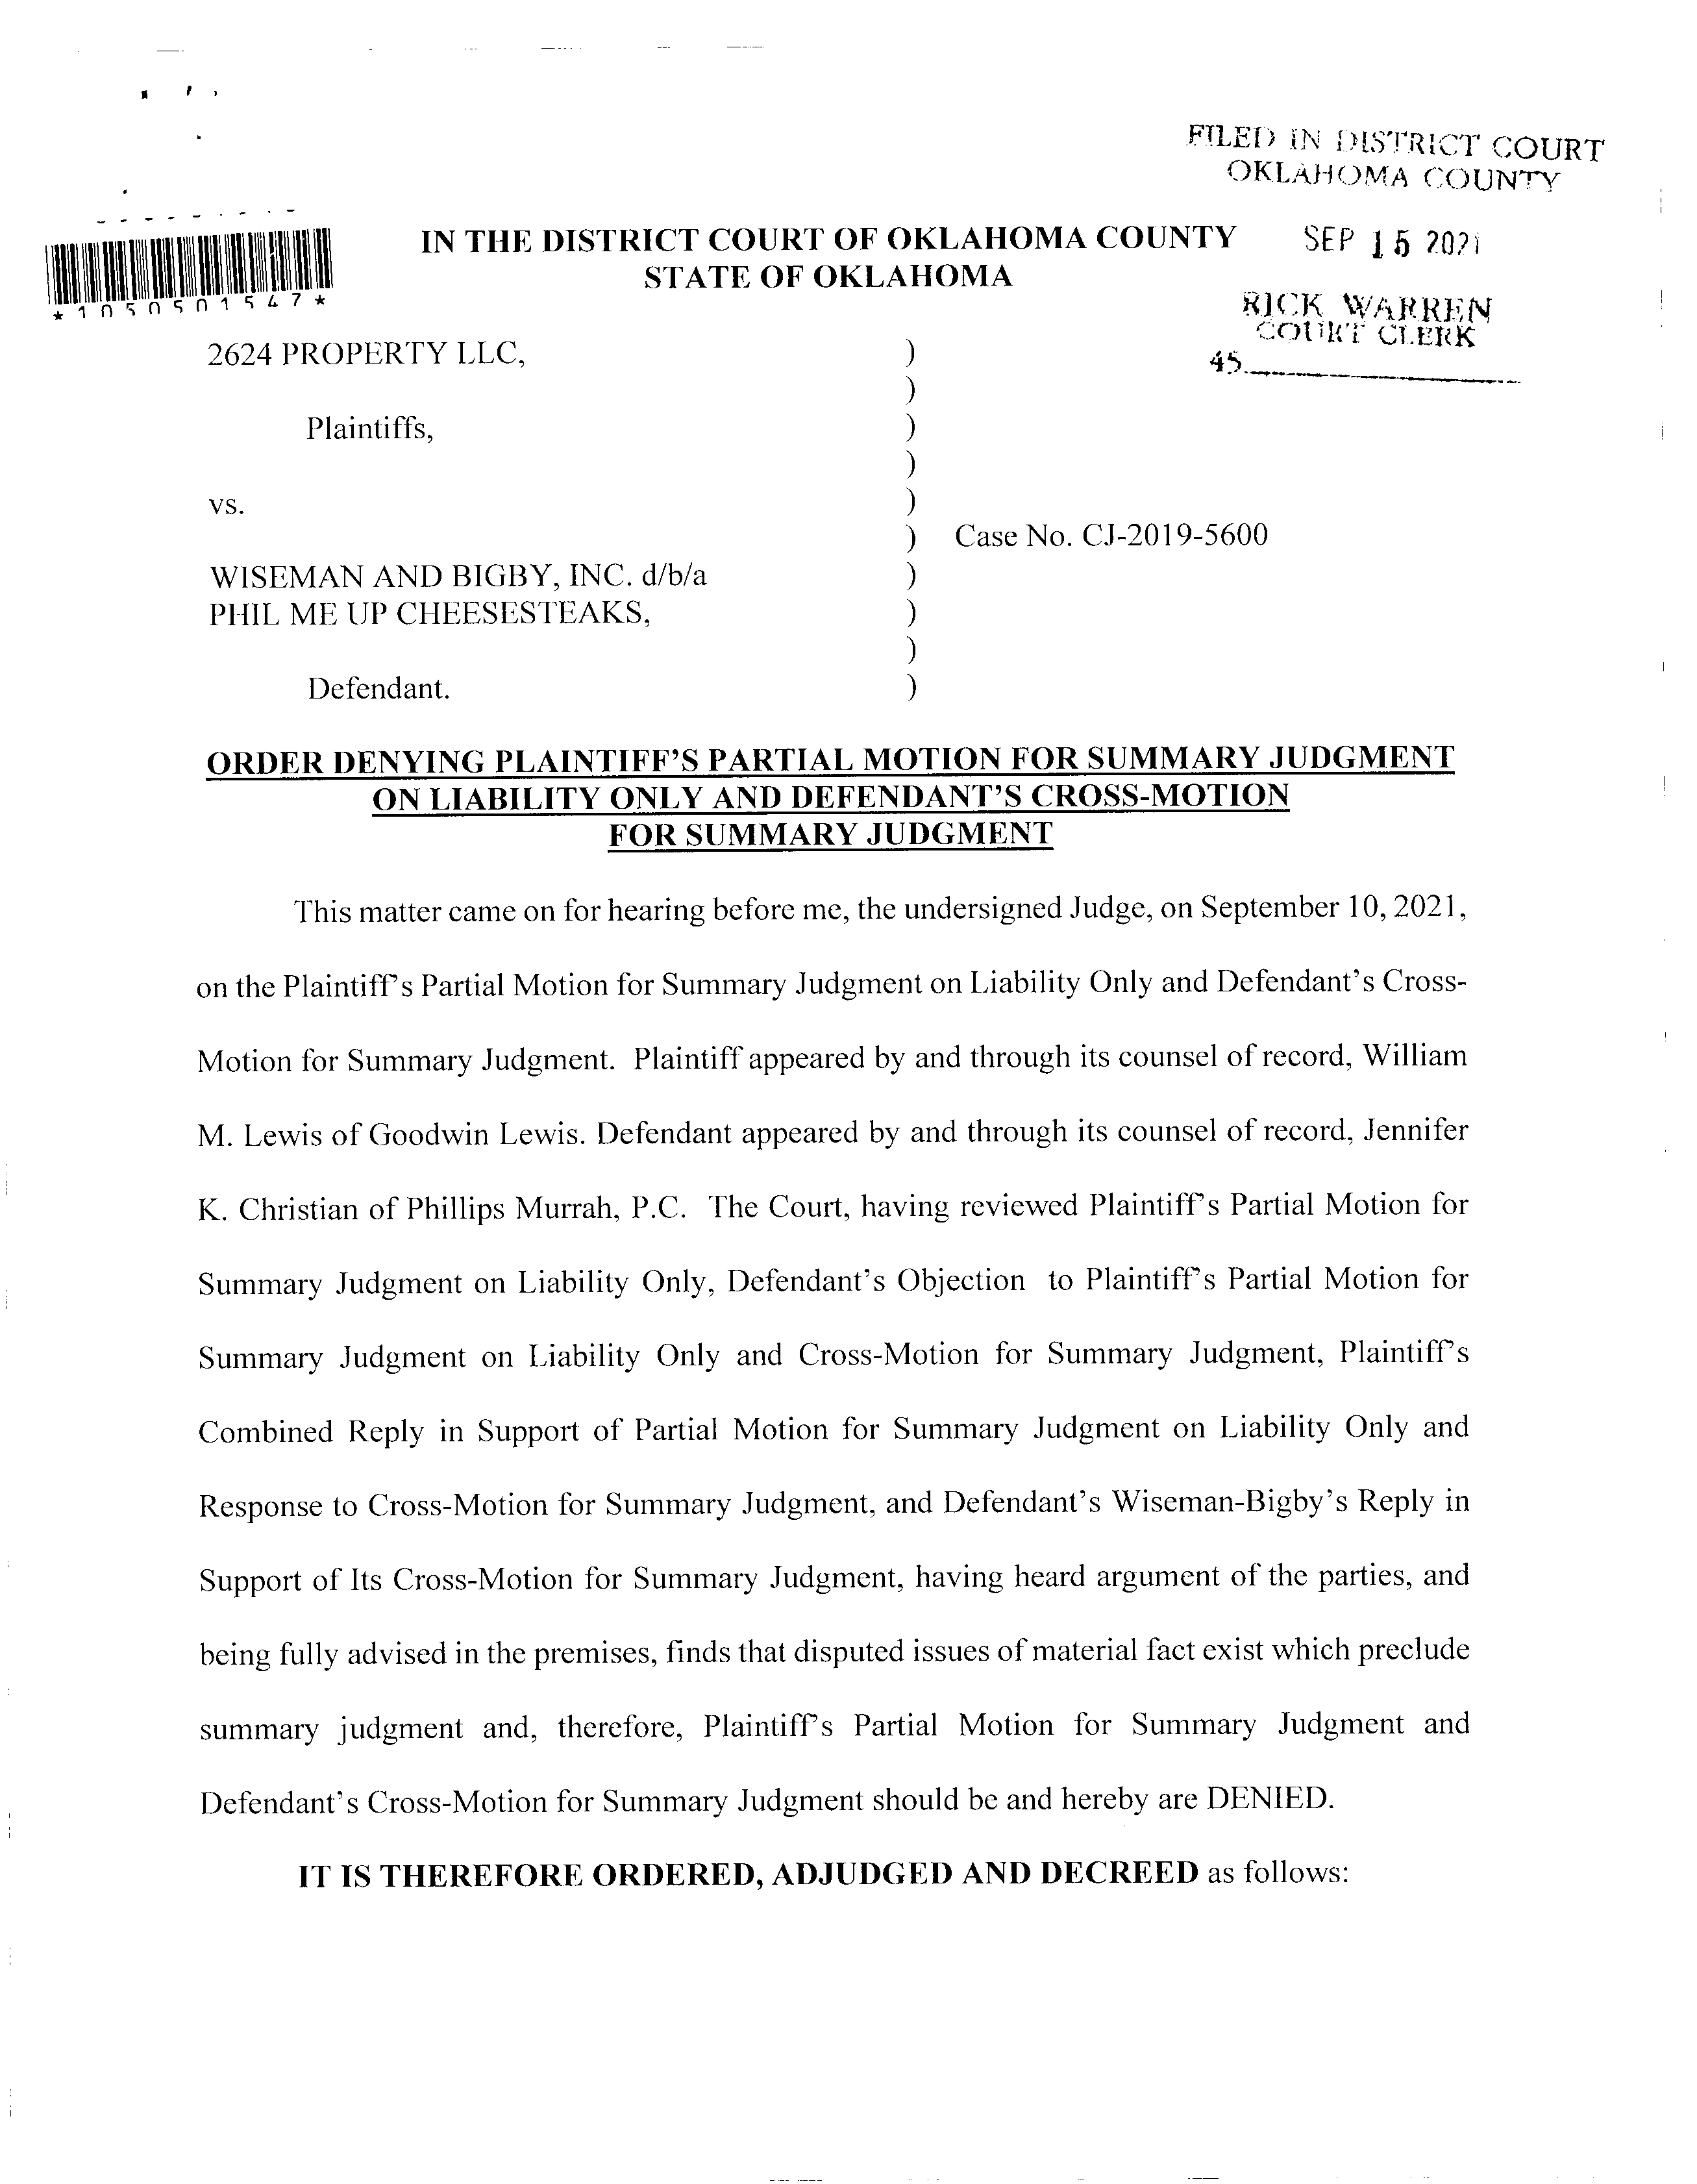 FILED IN DISTRICT COURT
OKLAHOMA COUNTY
SEP 15 2021
RICK WARREN
COURT CLERK
45
*1050501547*
IN THE DISTRICT COURT OF OKLAHOMA COUNTY
STATE OF OKLAHOMA
2624 PROPERTY LLC, )
)
Plaintiffs, )
)
vs. )
) Case No. CJ-2019-5600
WISEMAN AND BIGBY, INC. d/b/a )
PHIL ME UP CHEESESTEAKS, )
)
Defendant. )
ORDER DENYING PLAINTIFF'S PARTIAL MOTION FOR SUMMARY JUDGMENT
ON LIABILITY ONLY AND DEFENDANT'S CROSS-MOTION
FOR SUMMARY JUDGMENT
This matter came on for hearing before me, the undersigned Judge, on September 10, 2021,
on the Plaintiff's Partial Motion for Summary Judgment on Liability Only and Defendant's Cross-
Motion for Summary Judgment. Plaintiff appeared by and through its counsel of record, William
M. Lewis of Goodwin Lewis. Defendant appeared by and through its counsel of record, Jennifer
K. Christian of Phillips Murrah, P.C. The Court, having reviewed Plaintiff's Partial Motion for
Summary Judgment on Liability Only, Defendant's Objection to Plaintiff's Partial Motion for
Summary Judgment on Liability Only and Cross-Motion for Summary Judgment, Plaintiff's
Combined Reply in Support of Partial Motion for Summary Judgment on Liability Only and
Response to Cross-Motion for Summary Judgment, and Defendant's Wiseman-Bigby's Reply in
Support of Its Cross-Motion for Summary Judgment, having heard argument of the parties, and
being fully advised in the premises, finds that disputed issues of material fact exist which preclude
summary judgment and, therefore, Plaintiff's Partial Motion for Summary Judgment and
Defendant's Cross-Motion for Summary Judgment should be and hereby are DENIED.
IT IS THEREFORE ORDERED, ADJUDGED AND DECREED as follows: